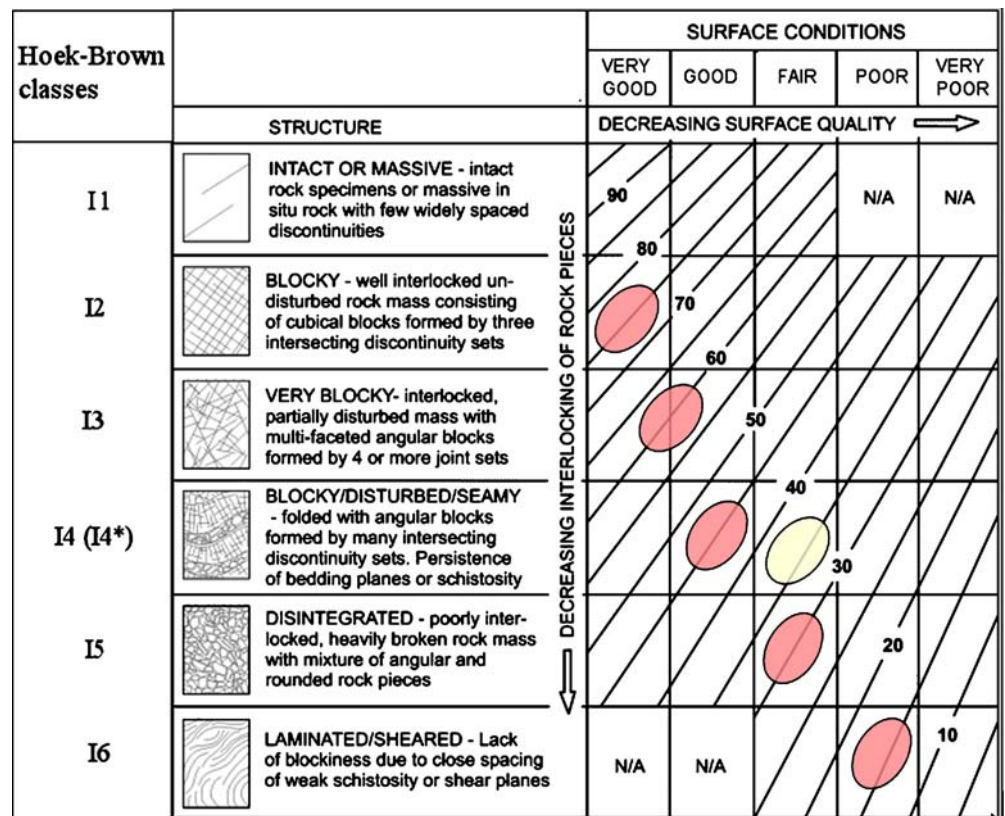 Hoek-Brown
classes
STRUCTURE
SURFACE CONDITIONS
VERY
GOOD
GOOD
FAIR
POOR
VERY
POOR
DECREASING SURFACE QUALITY
DECREASING INTERLOCKING OF ROCK PIECES
I1
INTACT OR MASSIVE - intact
rock specimens or massive in
situ rock with few widely spaced
discontinuities
90
80
N/A
N/A
I2
BLOCKY - well interlocked un-
disturbed rock mass consisting
of cubical blocks formed by three
intersecting discontinuity sets
70
60
I3
VERY BLOCKY- interlocked,
partially disturbed mass with
multi-faceted angular blocks
formed by 4 or more joint sets
50
I4 (I4*)
BLOCKY/DISTURBED/SEAMY
- folded with angular blocks
formed by many intersecting
discontinuity sets. Persistence
of bedding planes or schistosity
40
30
I5
DISINTEGRATED - poorly inter-
locked, heavily broken rock mass
with mixture of angular and
rounded rock pieces
20
I6
LAMINATED/SHEARED - Lack
of blockiness due to close spacing
of weak schistosity or shear planes
N/A
N/A
10